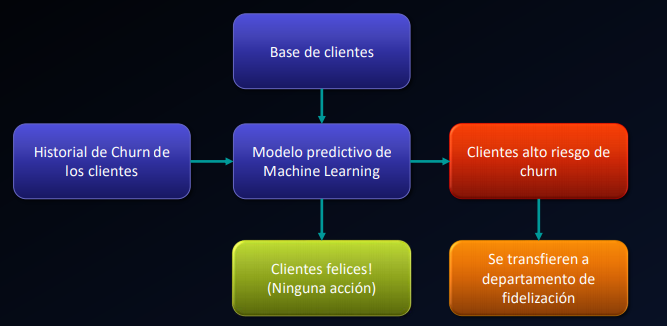 Base de clientes
Historial de Churn de
los clientes
Modelo predictivo de
Machine Learning
Clientes alto riesgo de
churn
Clientes felices!
(Ninguna acción)
Se transfieren a
departamento de
fidelización